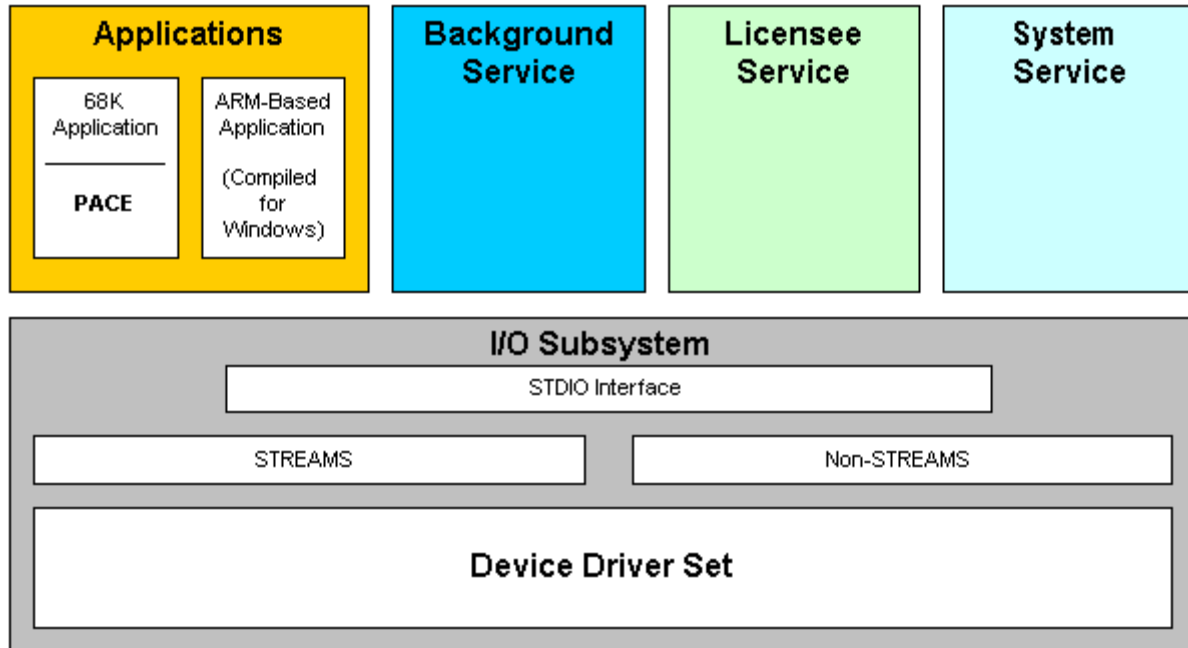 Applications
68K
Application
PACE
ARM-Based
Application
(Compiled
for
Windows)
Background
Service
Licensee
Service
System
Service
I/O Subsystem
STDIO Interface
STREAMS
Non-STREAMS
Device Driver Set